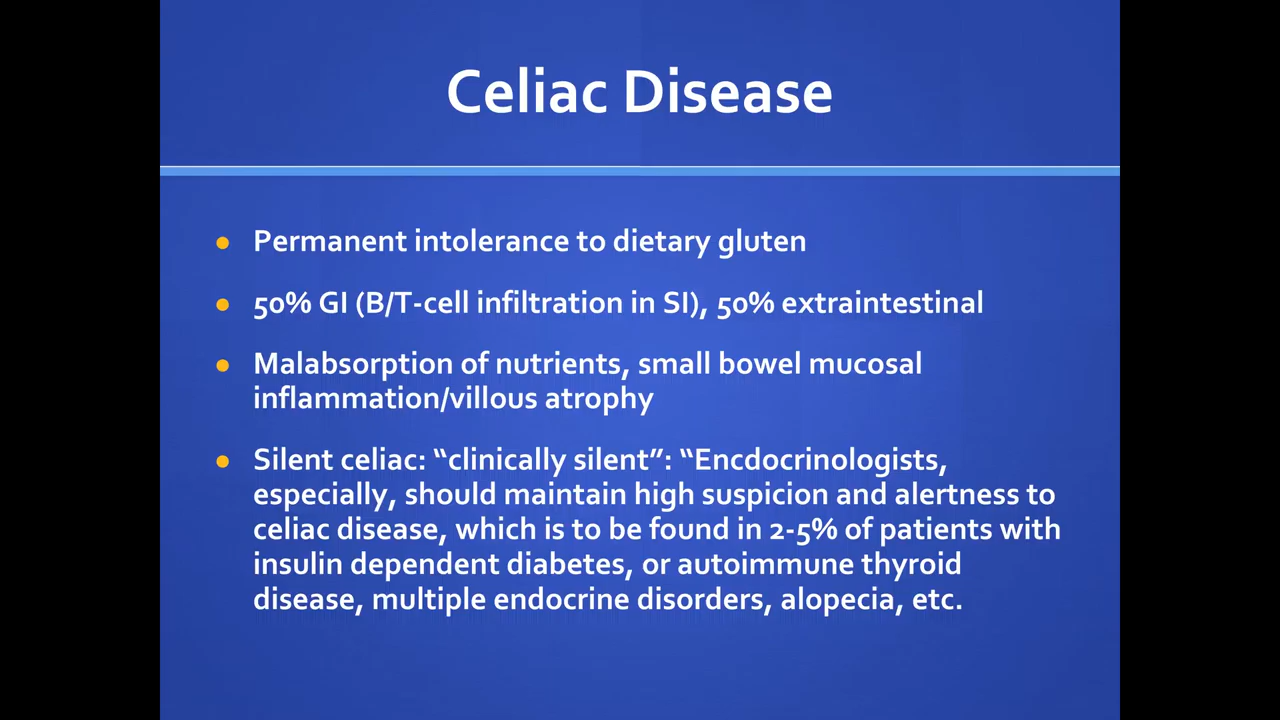 Celiac Disease
● Permanent intolerance to dietary gluten
● 50% GI (B/T-cell infiltration in SI), 50% extraintestinal
● Malabsorption of nutrients, small bowel mucosal
inflammation/villous atrophy
● Silent celiac: “clinically silent”: “Encdocrinologists,
especially, should maintain high suspicion and alertness to
celiac disease, which is to be found in 2-5% of patients with
insulin dependent diabetes, or autoimmune thyroid
disease, multiple endocrine disorders, alopecia, etc.